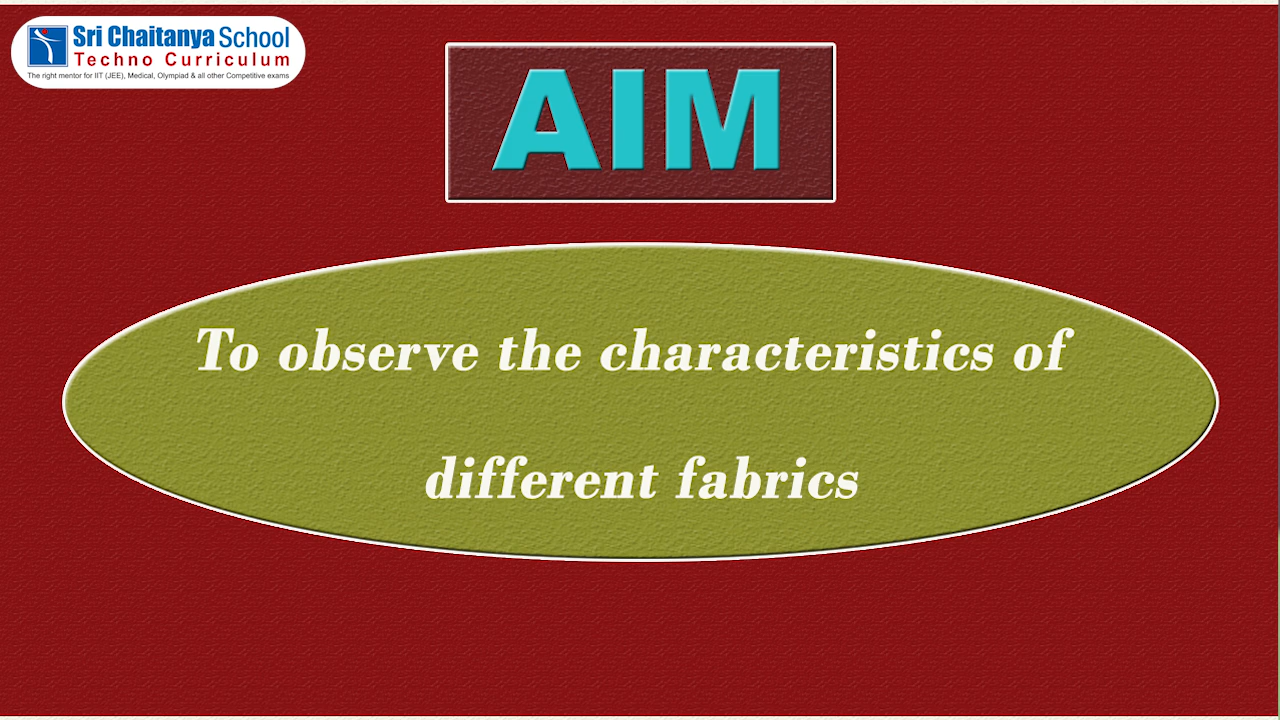 Sri Chaitanya School
Techno Curriculum
The right mentor for IIT (JEE), Medical, Olympiad & all other Competitive exams
AIM
To observe the characteristics of
different fabrics